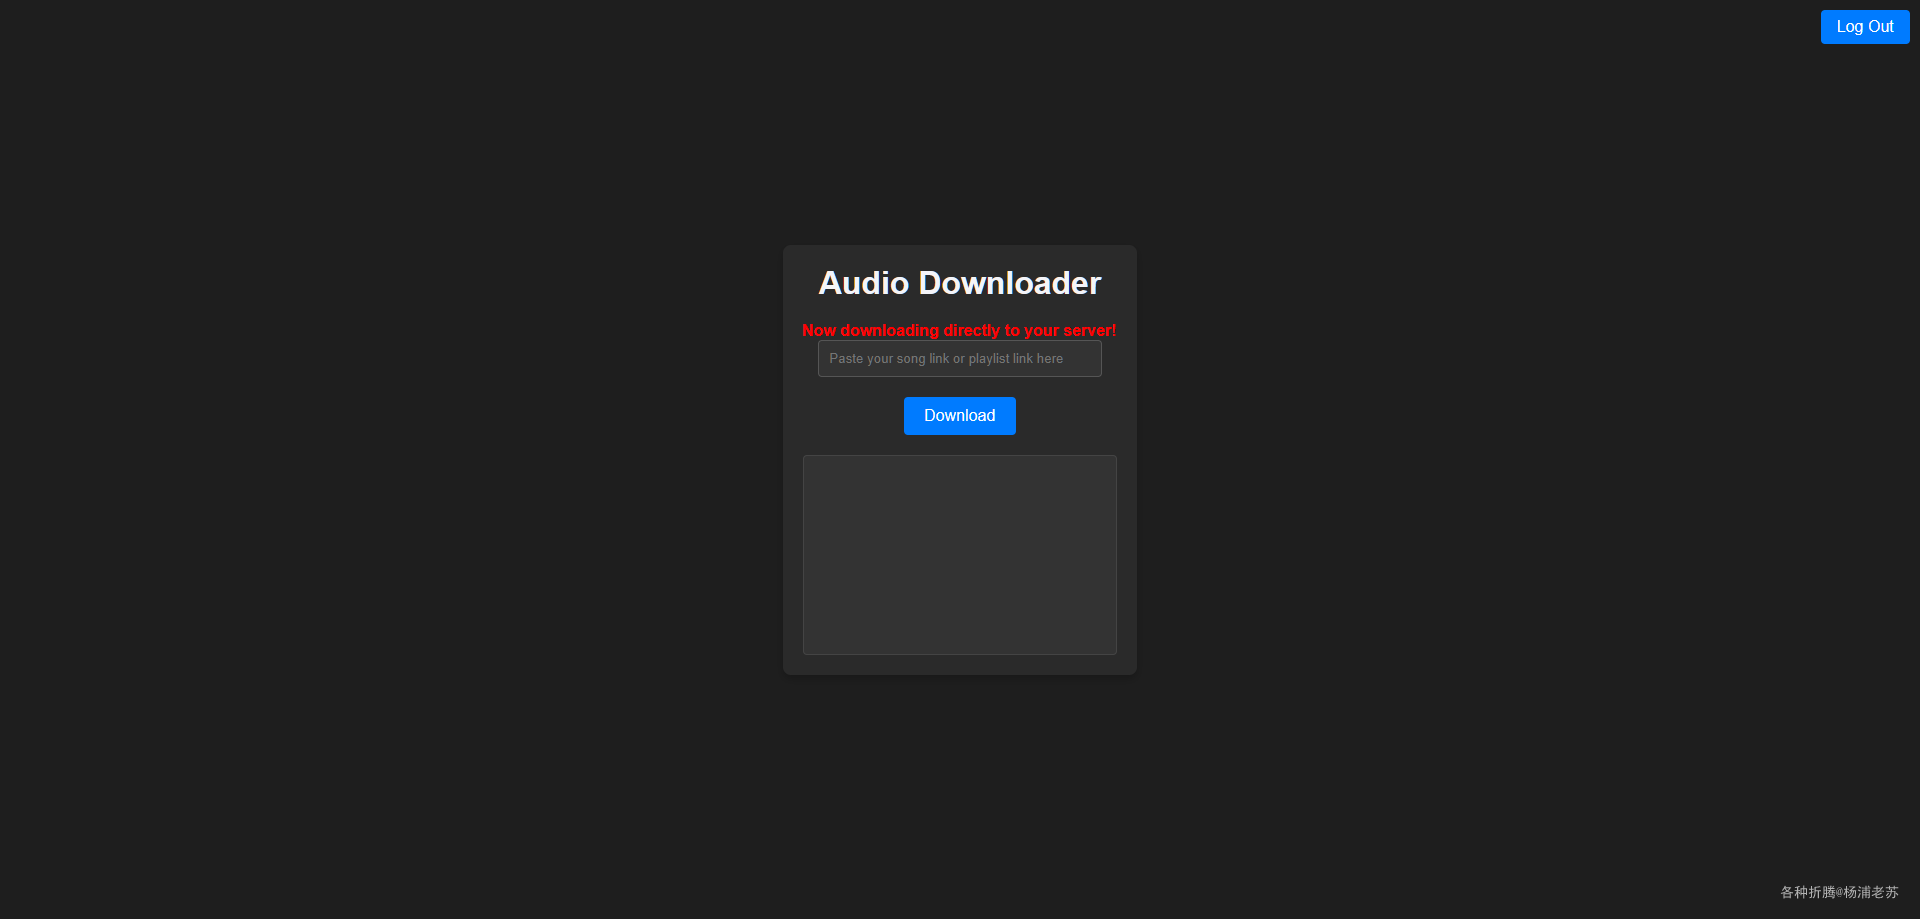 Log Out
Audio Downloader
Now downloading directly to your server!
Paste your song link or playlist link here
Download
各种折腾@杨浦老苏